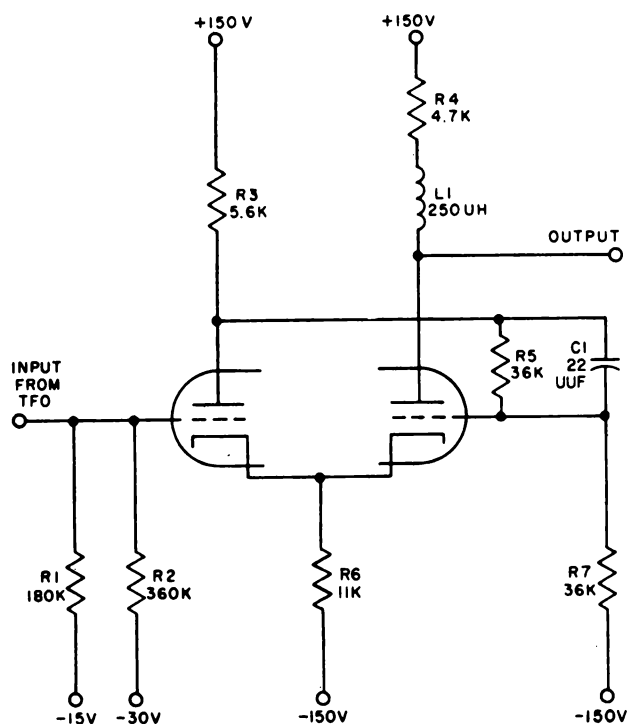 +150V
+150V
R4
4.7K
R3
5.6K
L1
250UH
OUTPUT
INPUT
FROM
TFO
R5
36K
C1
22
UUF
R1
180K
R2
360K
R6
11K
R7
36K
-15V
-30V
-150V
-150V